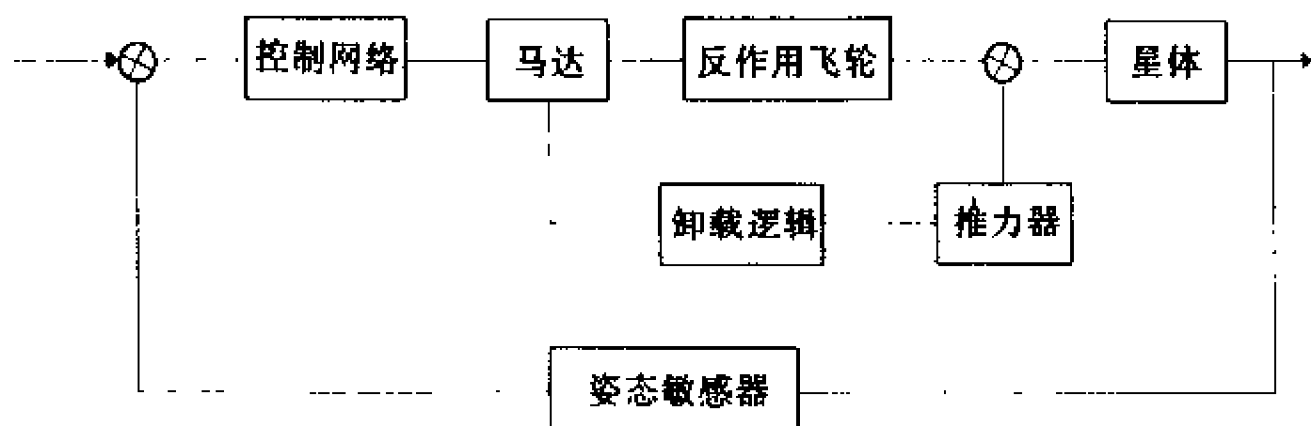 控制网络
马达
反作用飞轮
星体
卸载逻辑
推力器
姿态敏感器